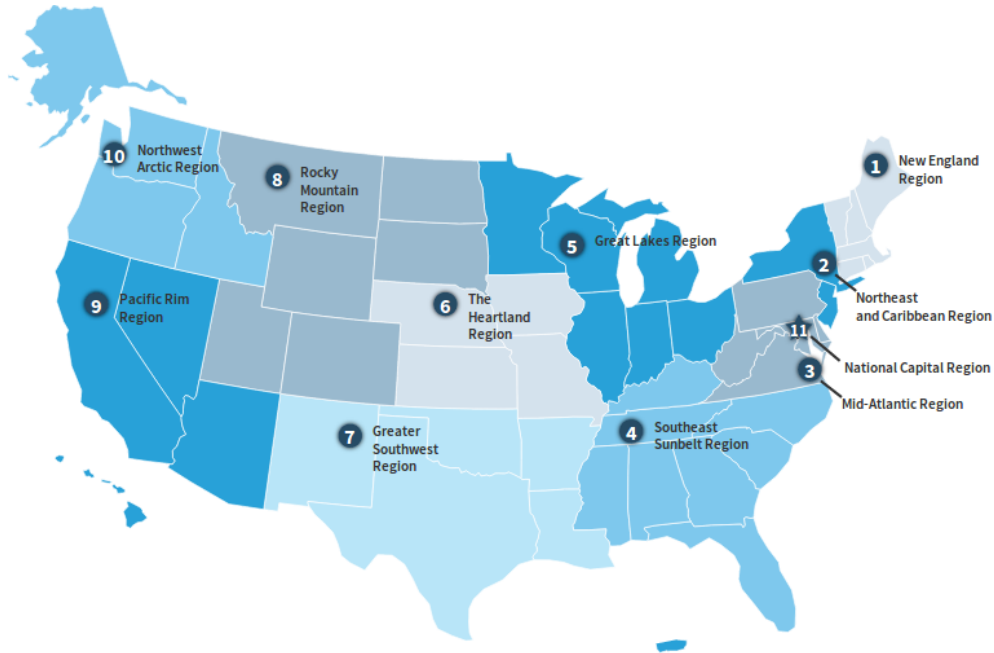 1
New England
Region
10
Northwest
Arctic Region
8
Rocky
Mountain
Region
5
Great Lakes Region
2
Northeast
and Caribbean Region
9
Pacific Rim
Region
6
The
Heartland
Region
11
National Capital Region
3
Mid-Atlantic Region
7
Greater
Southwest
Region
4
Southeast
Sunbelt Region